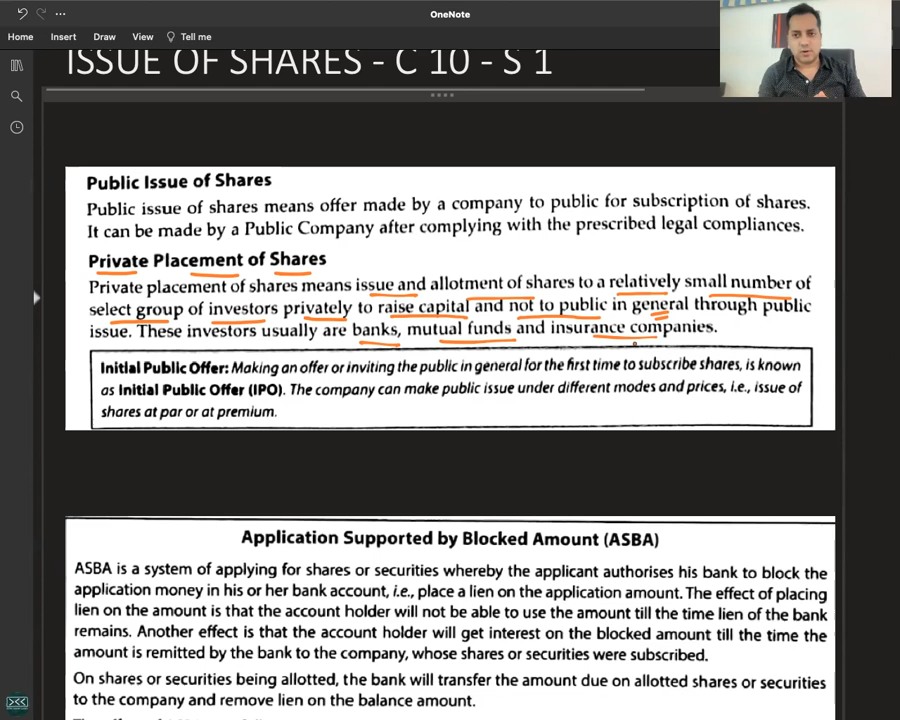 OneNote
Home Insert Draw View Tell me
ISSUE OF SHARES - C 10 - S 1
Public Issue of Shares
Public issue of shares means offer made by a company to public for subscription of shares.
It can be made by a Public Company after complying with the prescribed legal compliances.
Private Placement of Shares
Private placement of shares means issue and allotment of shares to a relatively small number of
select group of investors privately to raise capital and not to public in general through public
issue. These investors usually are banks, mutual funds and insurance companies.
Initial Public Offer: Making an offer or inviting the public in general for the first time to subscribe shares, is known
as Initial Public Offer (IPO). The company can make public issue under different modes and prices, i.e., issue of
shares at par or at premium.
Application Supported by Blocked Amount (ASBA)
ASBA is a system of applying for shares or securities whereby the applicant authorises his bank to block the
application money in his or her bank account, i.e., place a lien on the application amount. The effect of placing
lien on the amount is that the account holder will not be able to use the amount till the time lien of the bank
remains. Another effect is that the account holder will get interest on the blocked amount till the time the
amount is remitted by the bank to the company, whose shares or securities were subscribed.
On shares or securities being allotted, the bank will transfer the amount due on allotted shares or securities
to the company and remove lien on the balance amount.